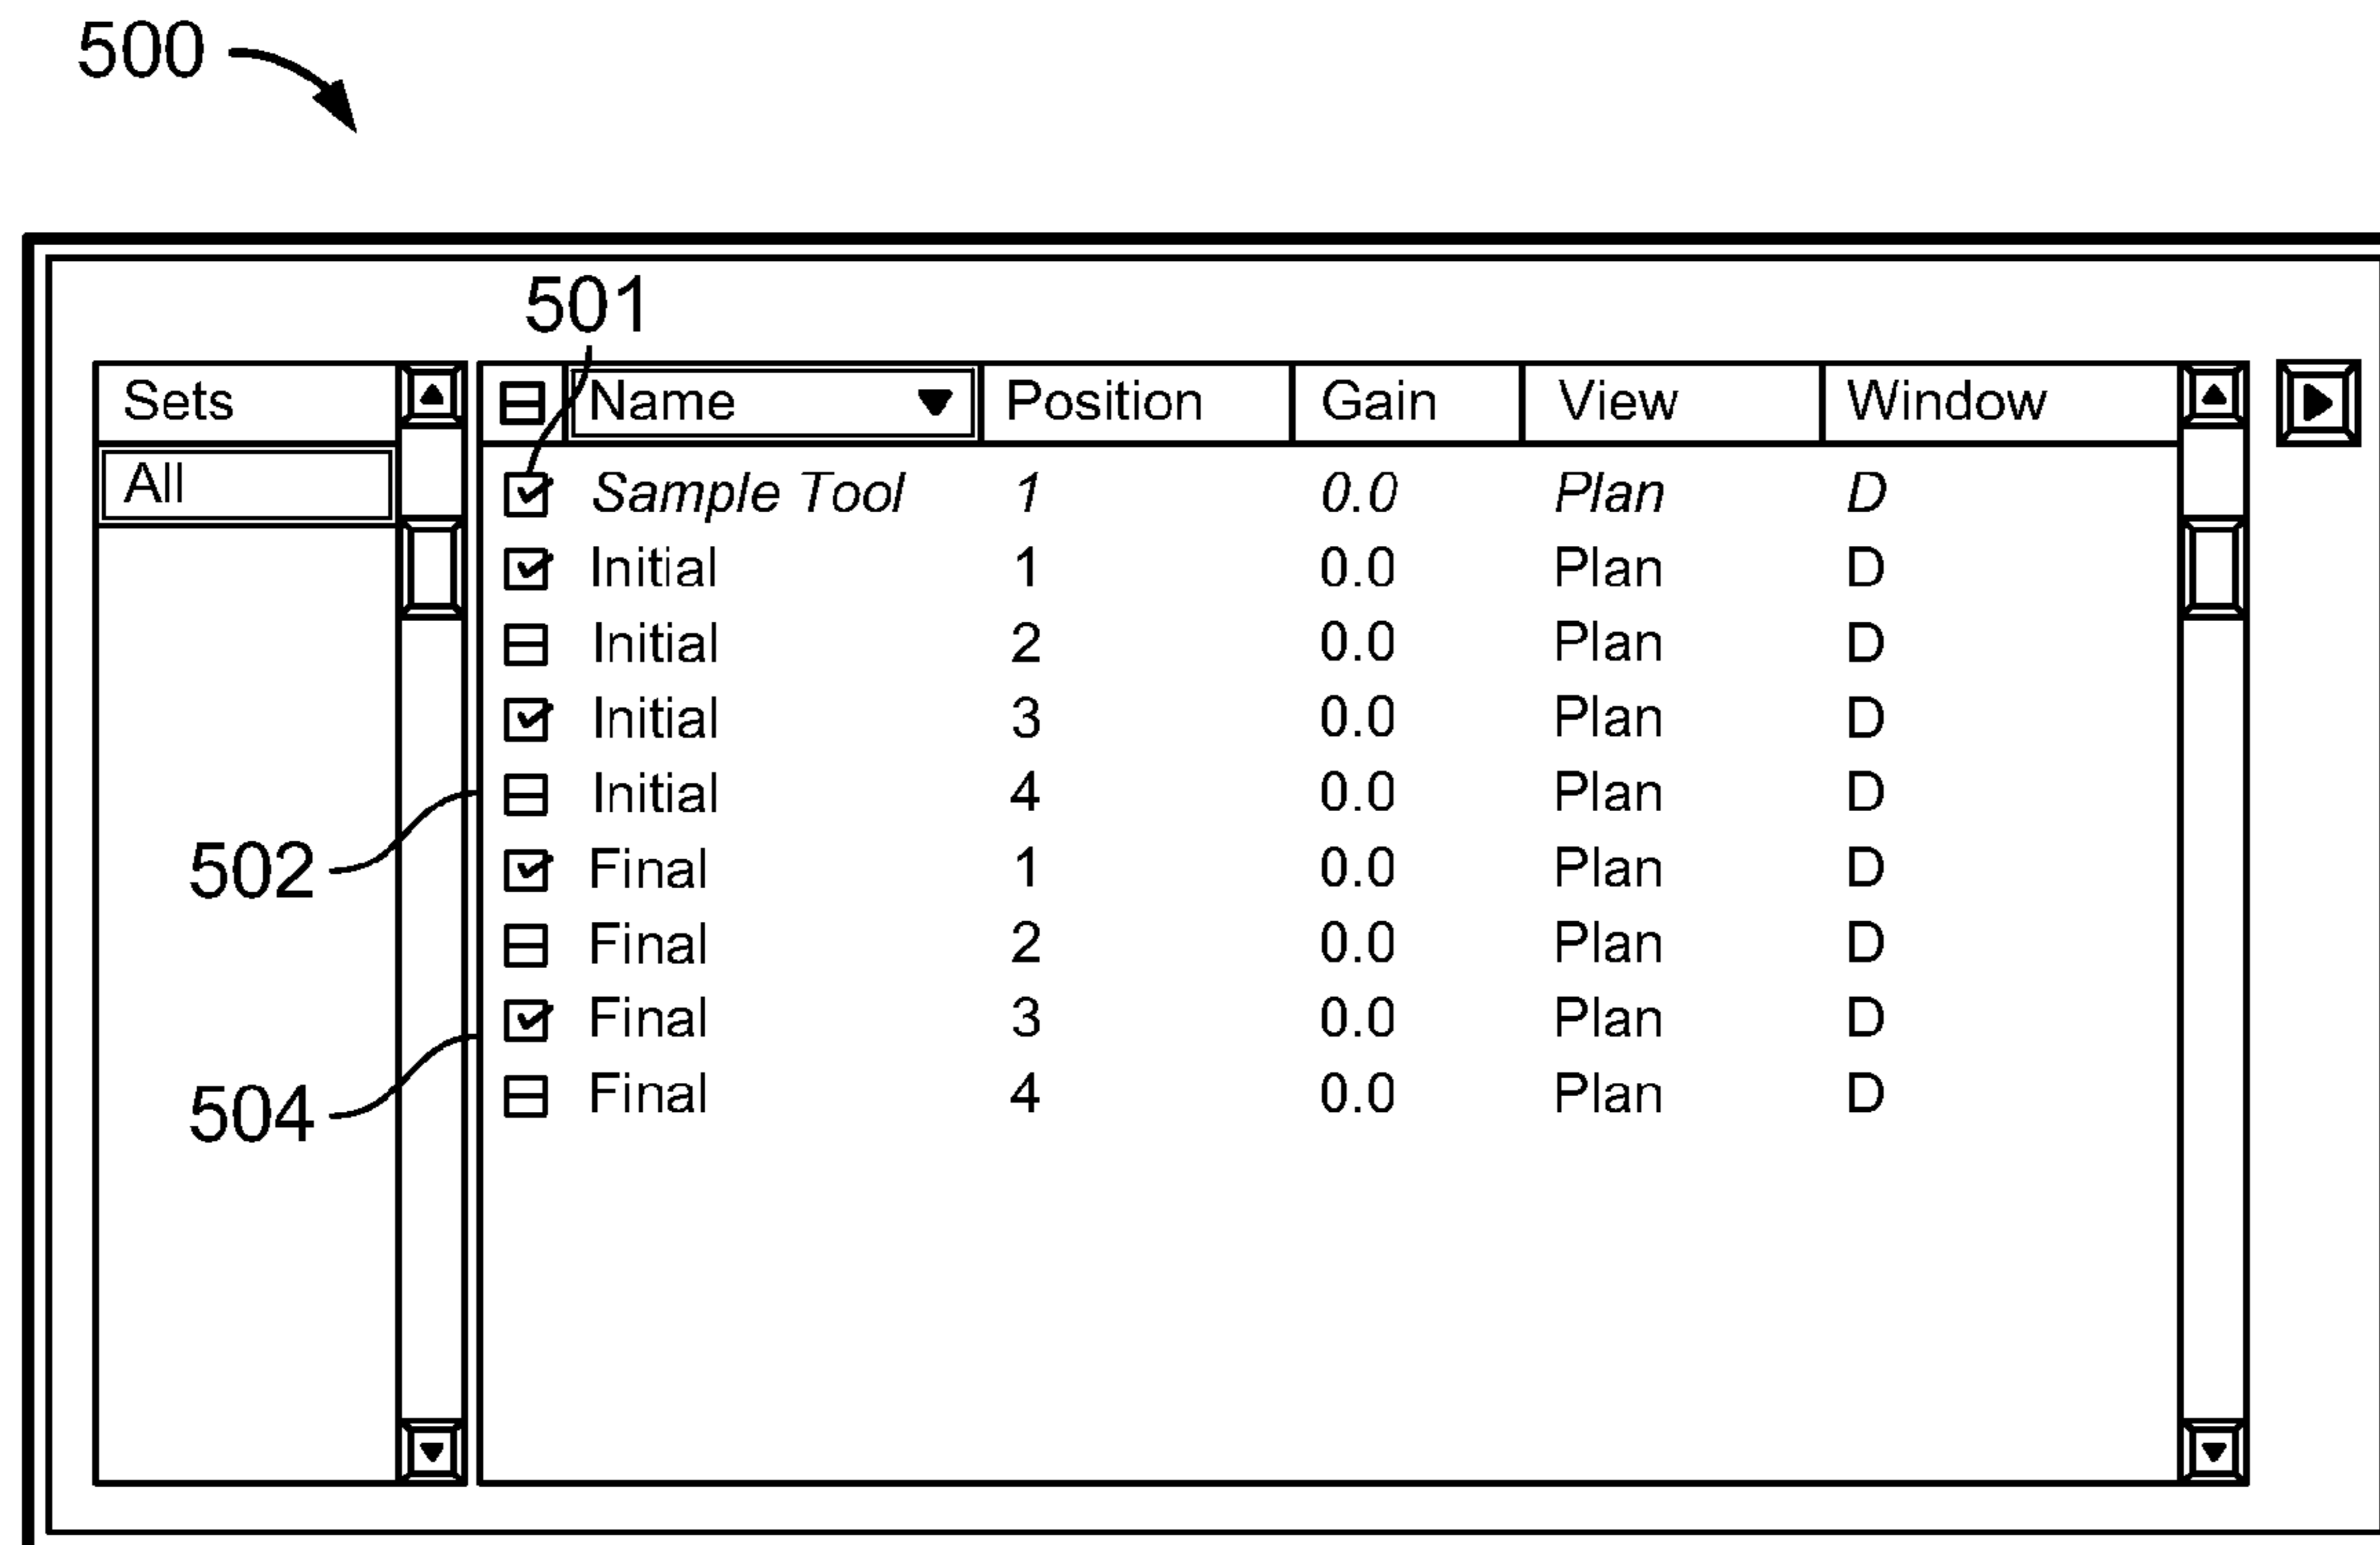 500
501
Sets Name Position Gain View Window
All Sample Tool 1 0.0 Plan D
Initial 1 0.0 Plan D
Initial 2 0.0 Plan D
Initial 3 0.0 Plan D
502 Initial 4 0.0 Plan D
Final 1 0.0 Plan D
Final 2 0.0 Plan D
Final 3 0.0 Plan D
504 Final 4 0.0 Plan D